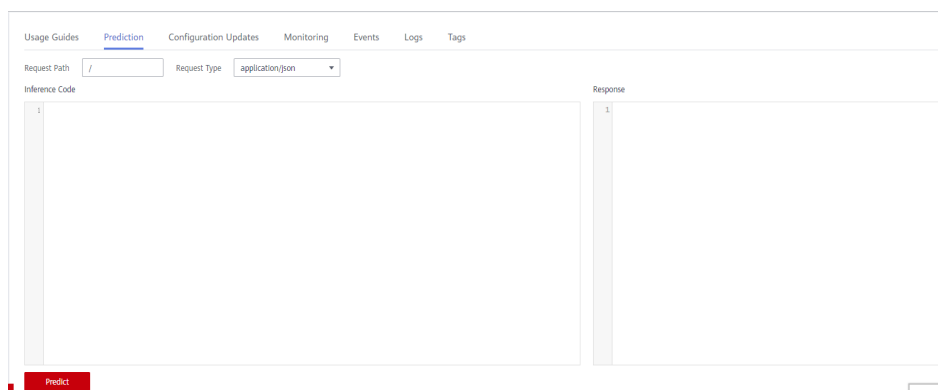 Usage Guides Prediction Configuration Updates Monitoring Events Logs Tags
Request Path / Request Type application/json
Inference Code Response
1 1
Predict